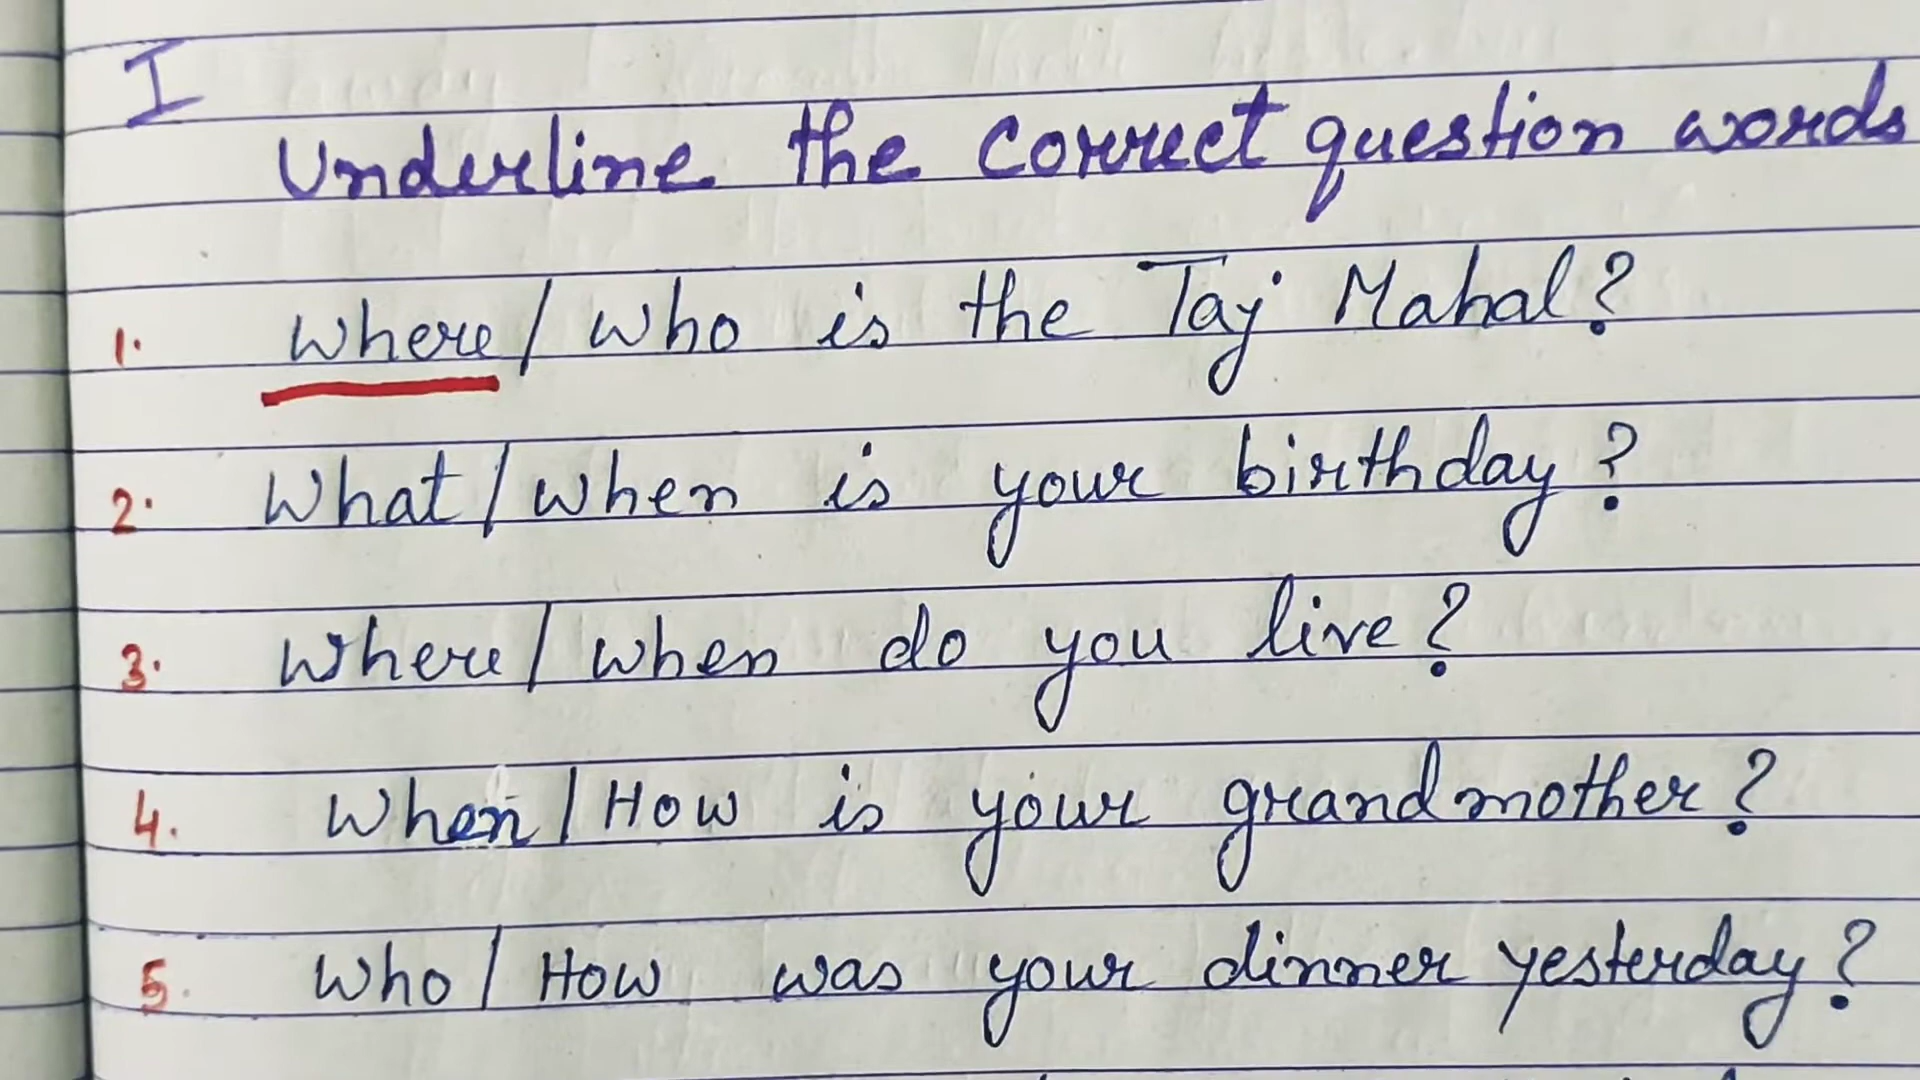 I
Underline the correct question words
1. Where / Who is the Taj Mahal?
2. What / When is your birthday?
3. Where / When do you live?
4. When / How is your grandmother?
5. Who / How was your dinner yesterday?